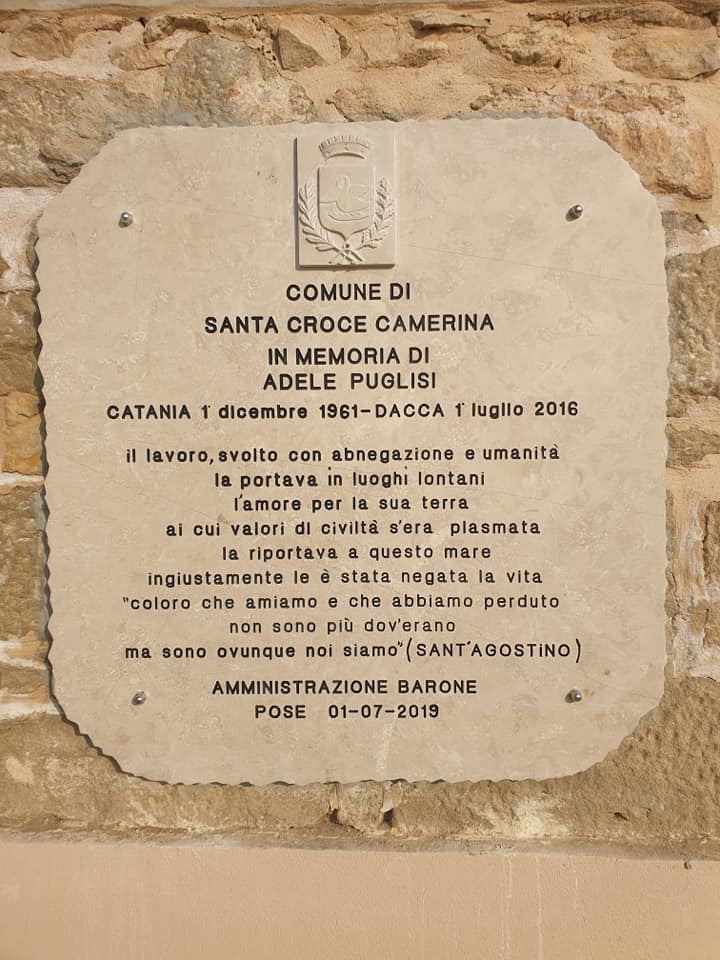 COMUNE DI
SANTA CROCE CAMERINA
IN MEMORIA DI
ADELE PUGLISI
CATANIA 1° dicembre 1961-DACCA 1° luglio 2016
il lavoro, svolto con abnegazione e umanità
la portava in luoghi lontani
l'amore per la sua terra
ai cui valori di civiltà s'era plasmata
la riportava a questo mare
ingiustamente le è stata negata la vita
"coloro che amiamo e che abbiamo perduto
non sono più dov'erano
ma sono ovunque noi siamo" (SANT'AGOSTiNO)
AMMINISTRAZIONE BARONE
POSE 01-07-2019